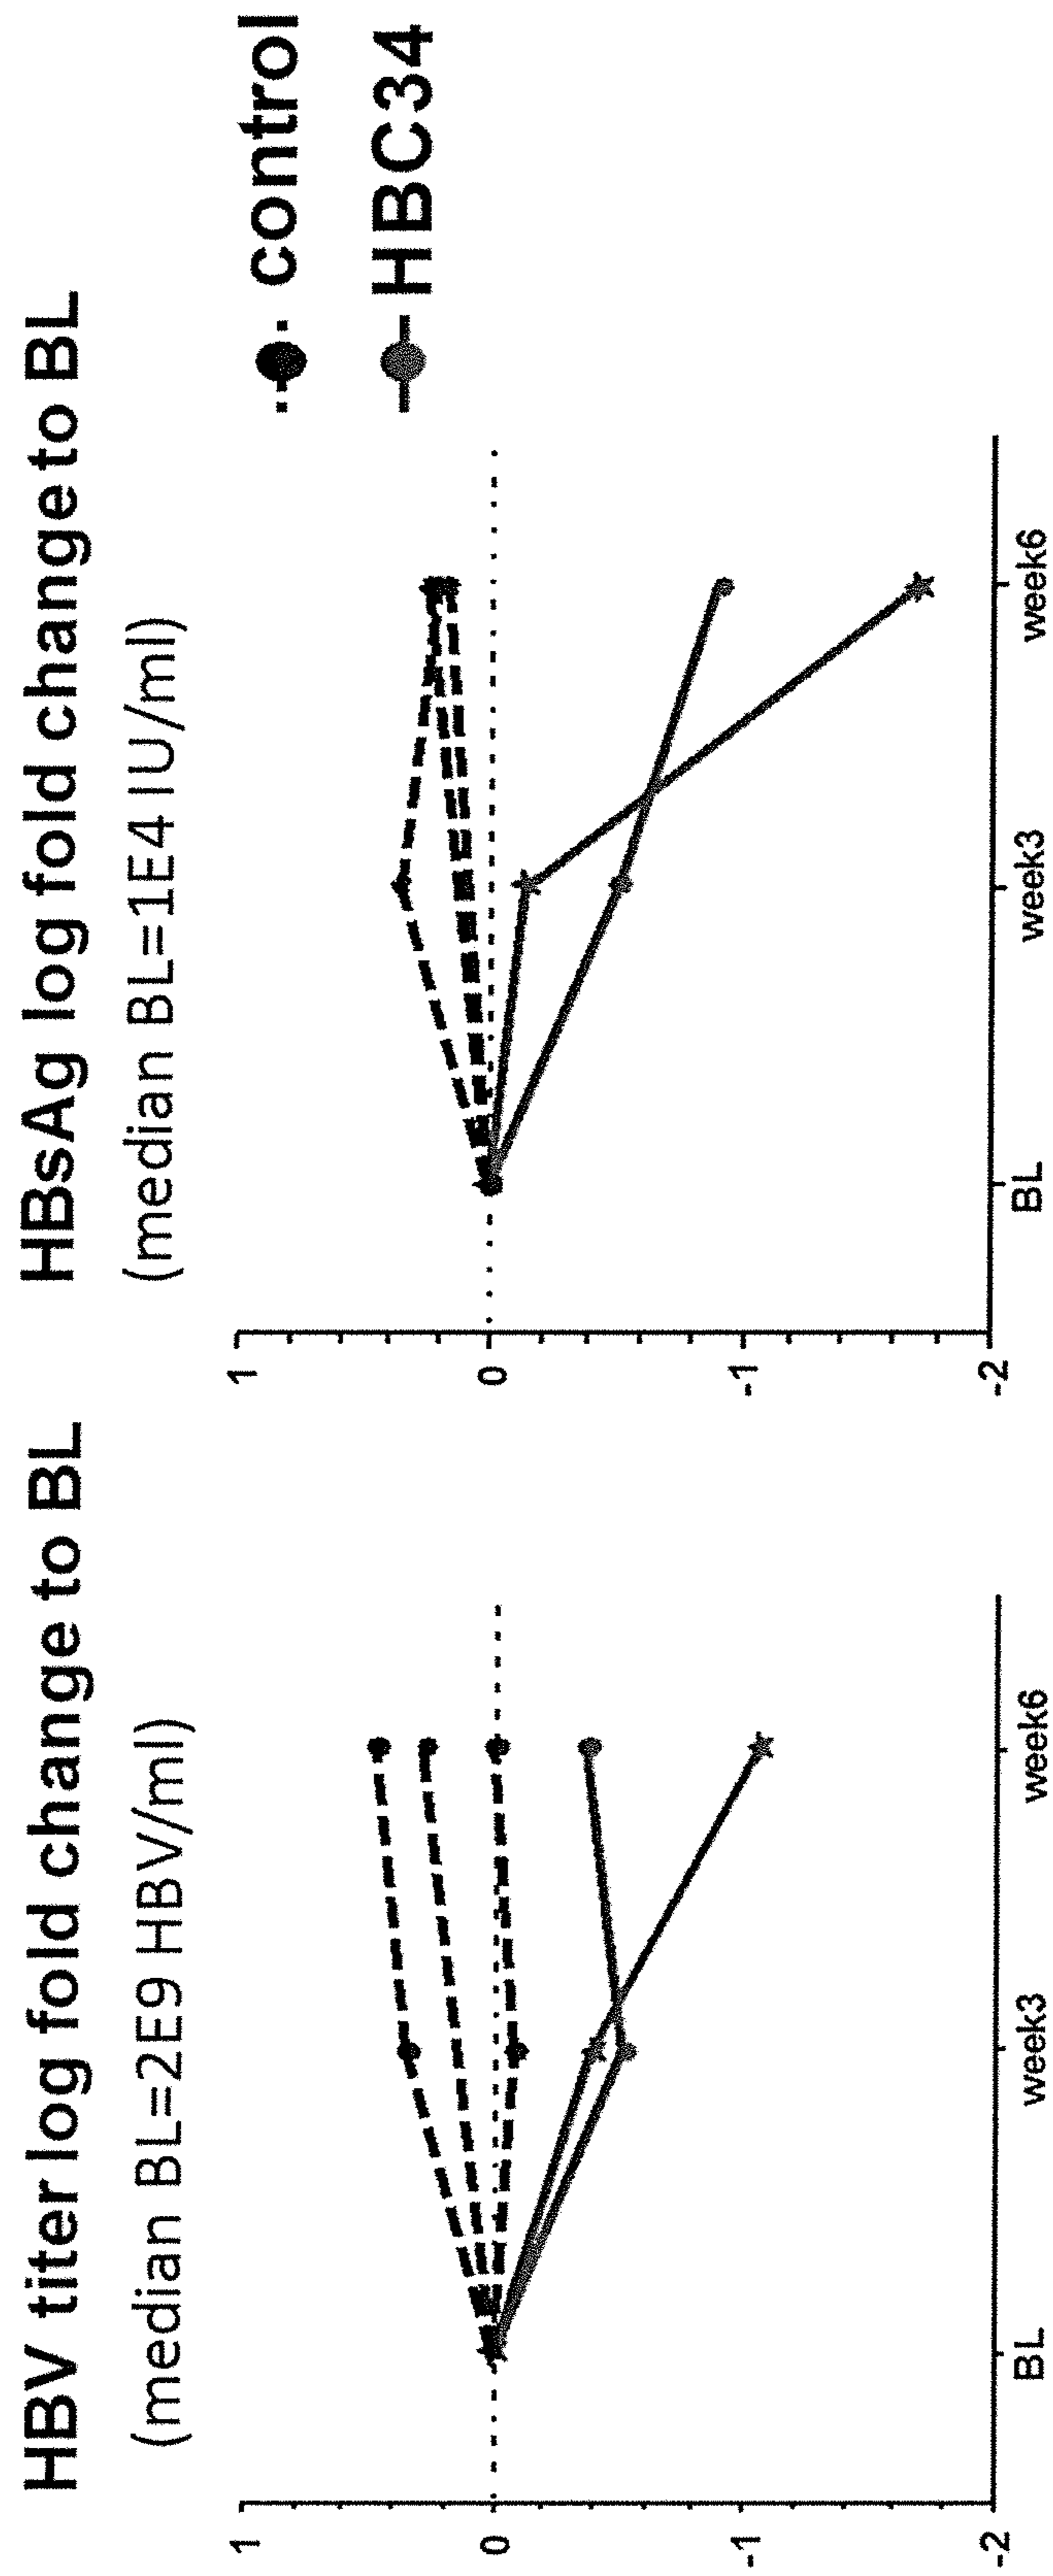 HBV titer log fold change to BL
(median BL=2E9 HBV/ml)
1
0
-1
-2
BL
week3
week6
HBsAg log fold change to BL
(median BL=1E4 IU/ml)
1
0
-1
-2
BL
week3
week6
control
HBC34